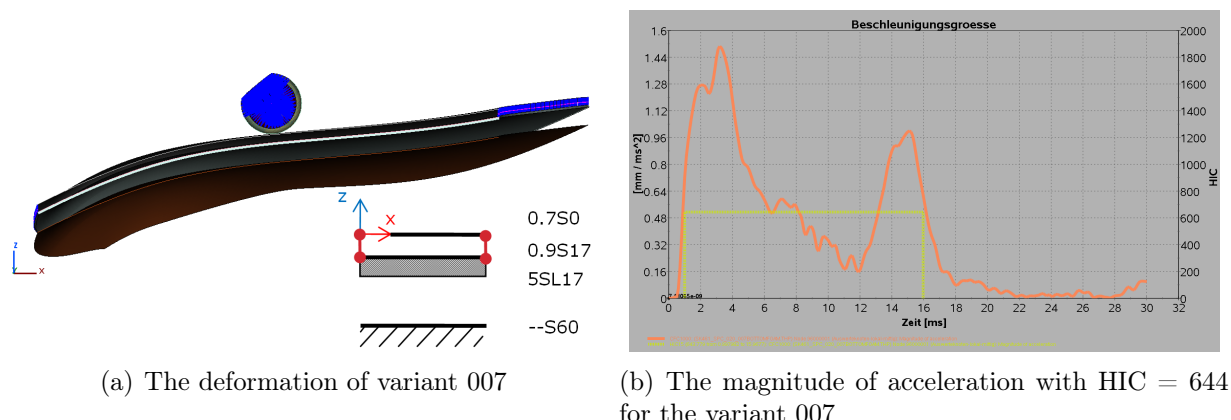 z
x
z
x
0.7S0
0.9S17
5SL17
--S60
(a) The deformation of variant 007
Beschleunigungsgroesse
[mm / ms^2]
1.6
1.44
1.28
1.12
0.96
0.8
0.64
0.48
0.32
0.16
0
2000
1800
1600
1400
1200
1000
800
600
400
200
0
HIC
0 2 4 6 8 10 12 14 16 18 20 22 24 26 28 30 32
Zeit [ms]
(b) The magnitude of acceleration with HIC = 644
for the variant 007